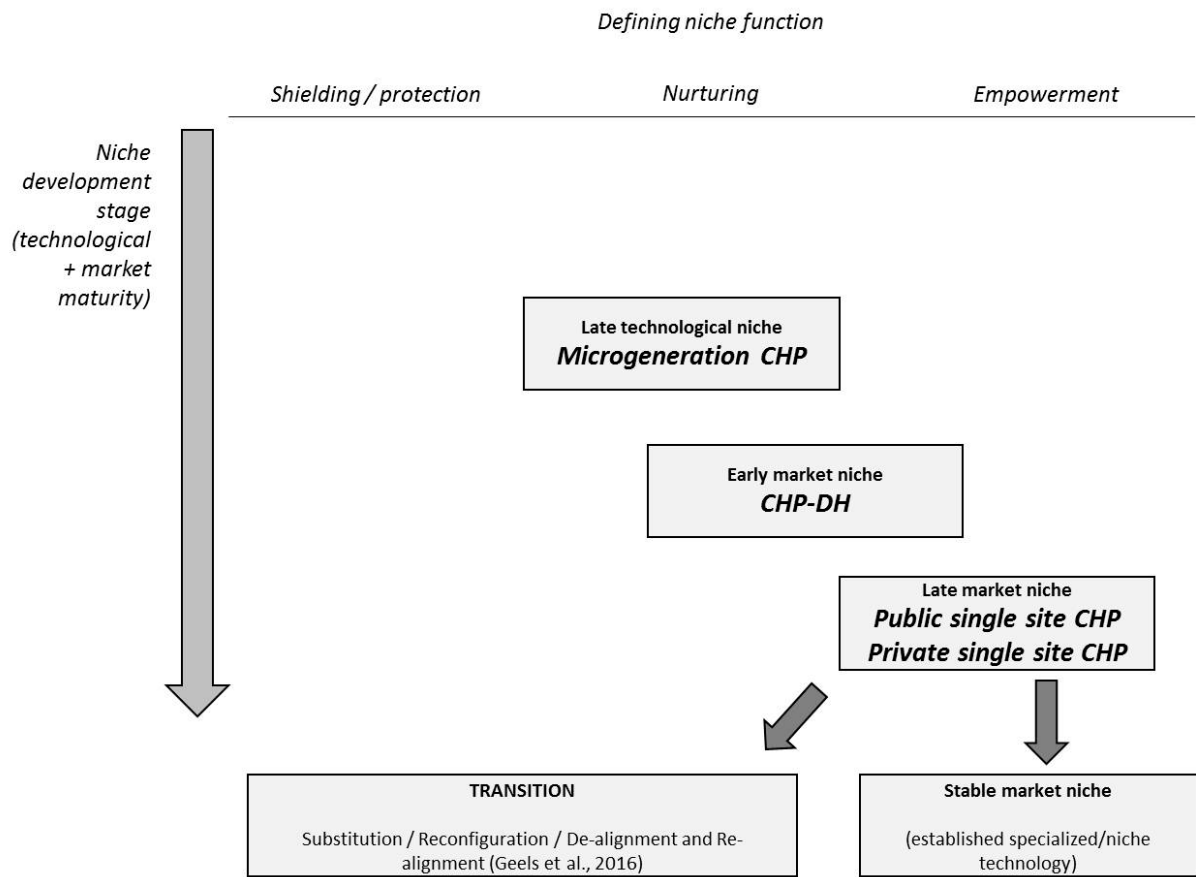 Defining niche function
Shielding / protection
Nurturing
Empowerment
Niche
development
stage
(technological
+ market
maturity)
Late technological niche
Microgeneration CHP
Early market niche
CHP-DH
Late market niche
Public single site CHP
Private single site CHP
TRANSITION
Substitution / Reconfiguration / De-alignment and Re-
alignment (Geels et al., 2016)
Stable market niche
(established specialized/niche
technology)